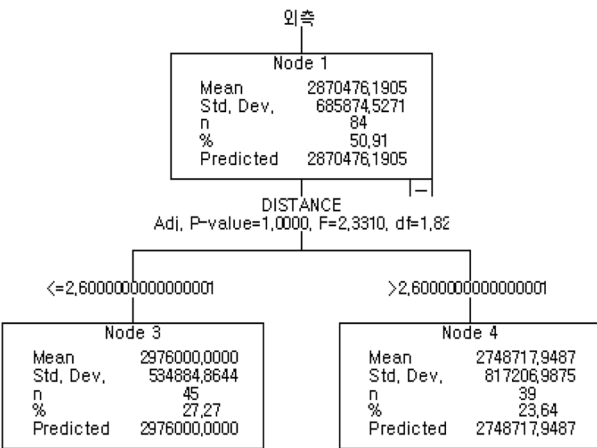 외측
Node 1
Mean 2870476,1905
Std, Dev, 685874,5271
n 84
% 50,91
Predicted 2870476,1905
DISTANCE
Adj, P-value=1,0000, F=2,3310, df=1,82
<=2,6000000000000001
>2,6000000000000001
Node 3
Mean 2976000,0000
Std, Dev, 534884,8644
n 45
% 27,27
Predicted 2976000,0000
Node 4
Mean 2748717,9487
Std, Dev, 817206,9875
n 39
% 23,64
Predicted 2748717,9487